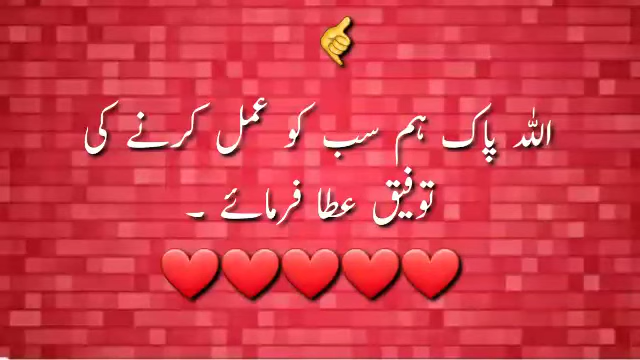 اللہ پاک ہم سب کو عمل کرنے کی
توفیق عطا فرمائے ۔